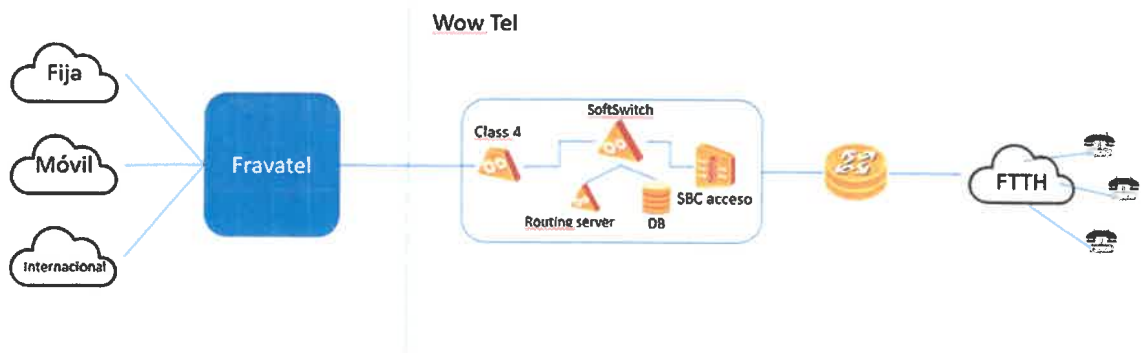 Wow Tel
Fija
Móvil
Internacional
Fravatel
Class 4
SoftSwitch
Routing server
DB
SBC acceso
FTTH